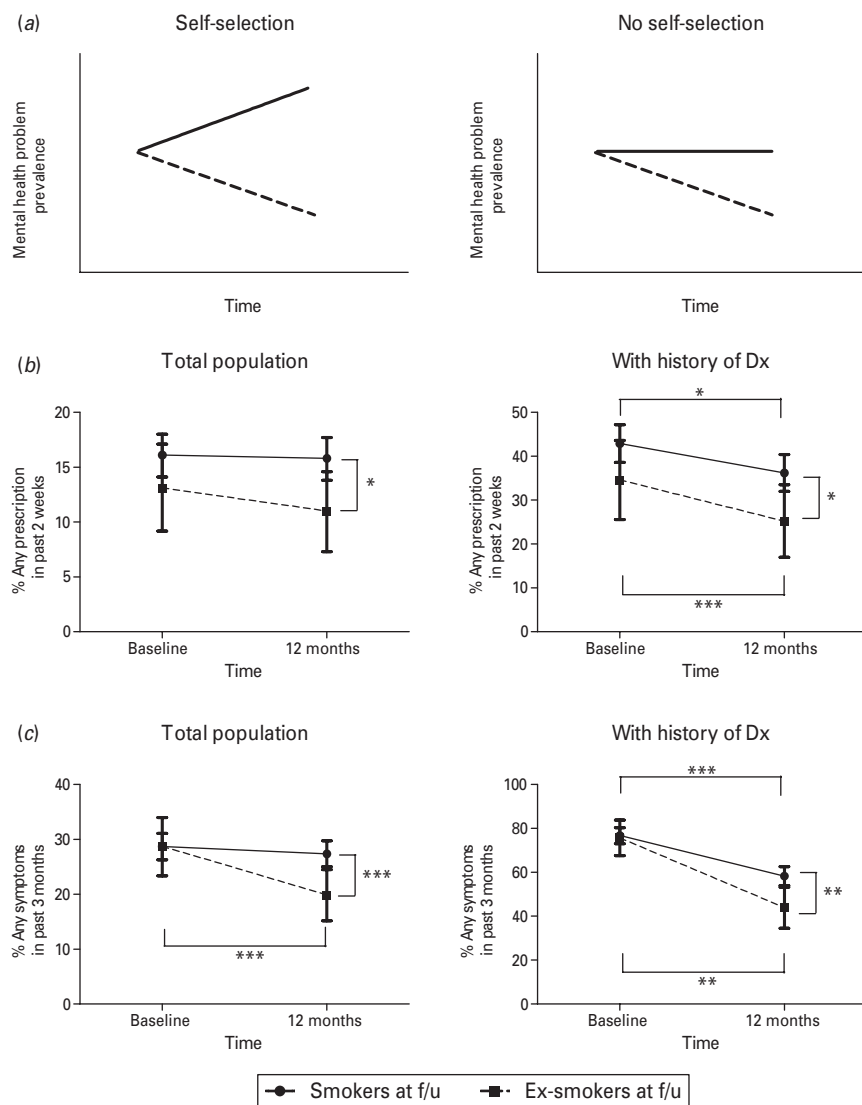 (a)
Self-selection
No self-selection
Mental health problem
prevalence
Time
Mental health problem
prevalence
Time
(b)
Total population
With history of Dx
% Any prescription
in past 2 weeks
20
15
10
5
0
*
Baseline
12 months
Time
% Any prescription
in past 2 weeks
50
40
30
20
10
0
*
*
***
Baseline
12 months
Time
(c)
Total population
With history of Dx
% Any symptoms
in past 3 months
40
30
20
10
0
***
***
Baseline
12 months
Time
% Any symptoms
in past 3 months
100
80
60
40
20
0
***
**
**
Baseline
12 months
Time
Smokers at f/u
Ex-smokers at f/u